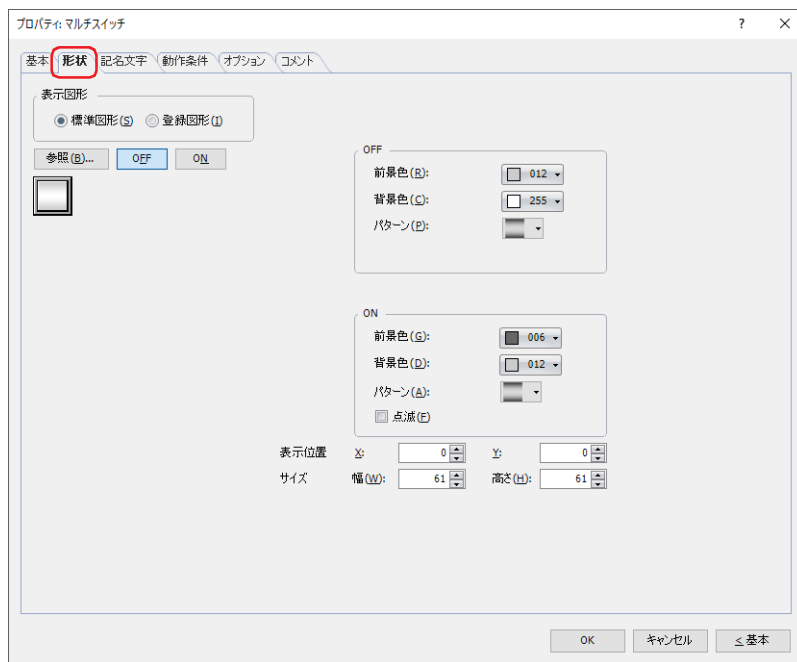 プロパティ: マルチスイッチ
?
基本 形状 記名文字 動作条件 オプション コメント
表示図形
標準図形(S) 登録図形(I)
参照(B)... OFF ON
OFF
前景色(R): 012
背景色(C): 255
パターン(P):
ON
前景色(G): 006
背景色(D): 012
パターン(A):
点滅(F)
表示位置 X: 0 Y: 0
サイズ 幅(W): 61 高さ(H): 61
OK キャンセル <基本